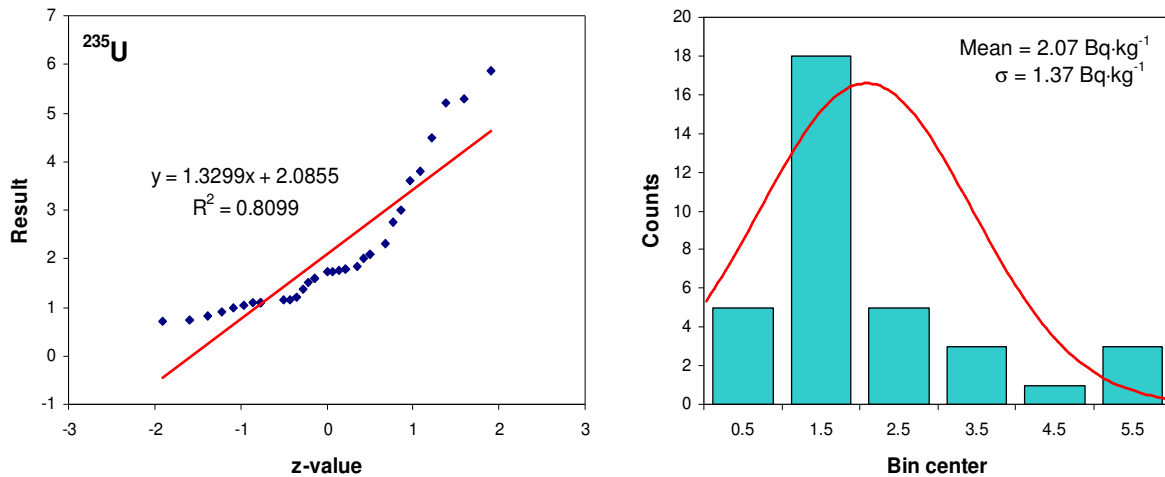 7
6
5
4
3
2
1
0
-1
Result
²³⁵U
y = 1.3299x + 2.0855
R² = 0.8099
-3 -2 -1 0 1 2 3
z-value
20
18
16
14
12
10
8
6
4
2
0
Counts
Mean = 2.07 Bq·kg⁻¹
σ = 1.37 Bq·kg⁻¹
0.5 1.5 2.5 3.5 4.5 5.5
Bin center